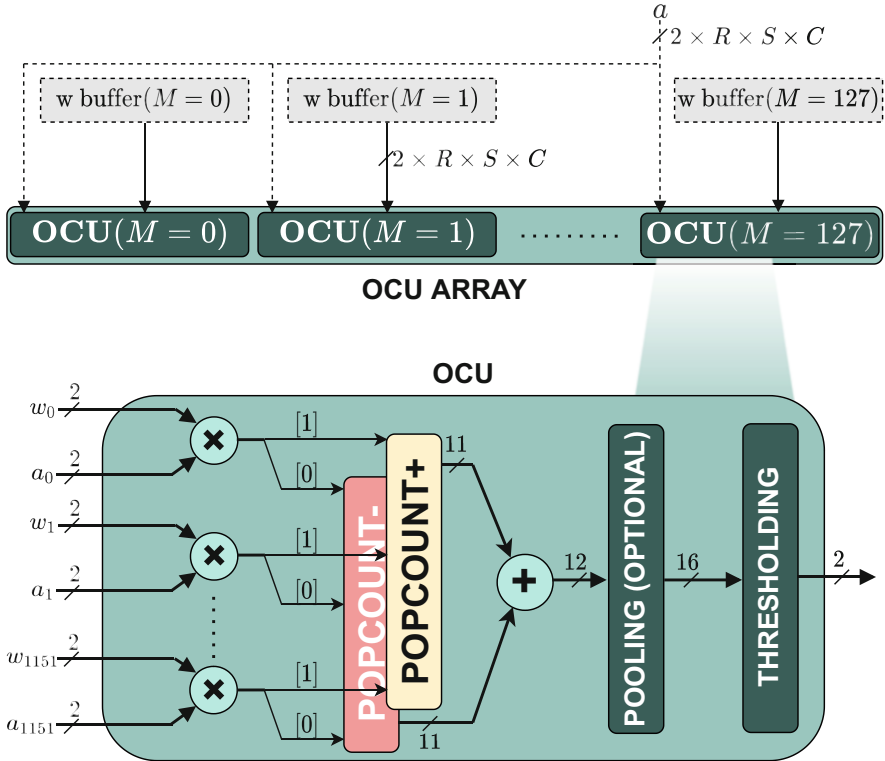 a
2 × R × S × C
w buffer(M = 0)
w buffer(M = 1)
w buffer(M = 127)
2 × R × S × C
OCU(M = 0)
OCU(M = 1)
·········
OCU(M = 127)
OCU ARRAY
OCU
w₀
2
a₀
2
[1]
[0]
w₁
2
a₁
2
[1]
[0]
w₁₁₅₁
2
a₁₁₅₁
2
[1]
[0]
×
×
×
POPCOUNT-
POPCOUNT+
11
11
+
12
POOLING (OPTIONAL)
16
THRESHOLDING
2